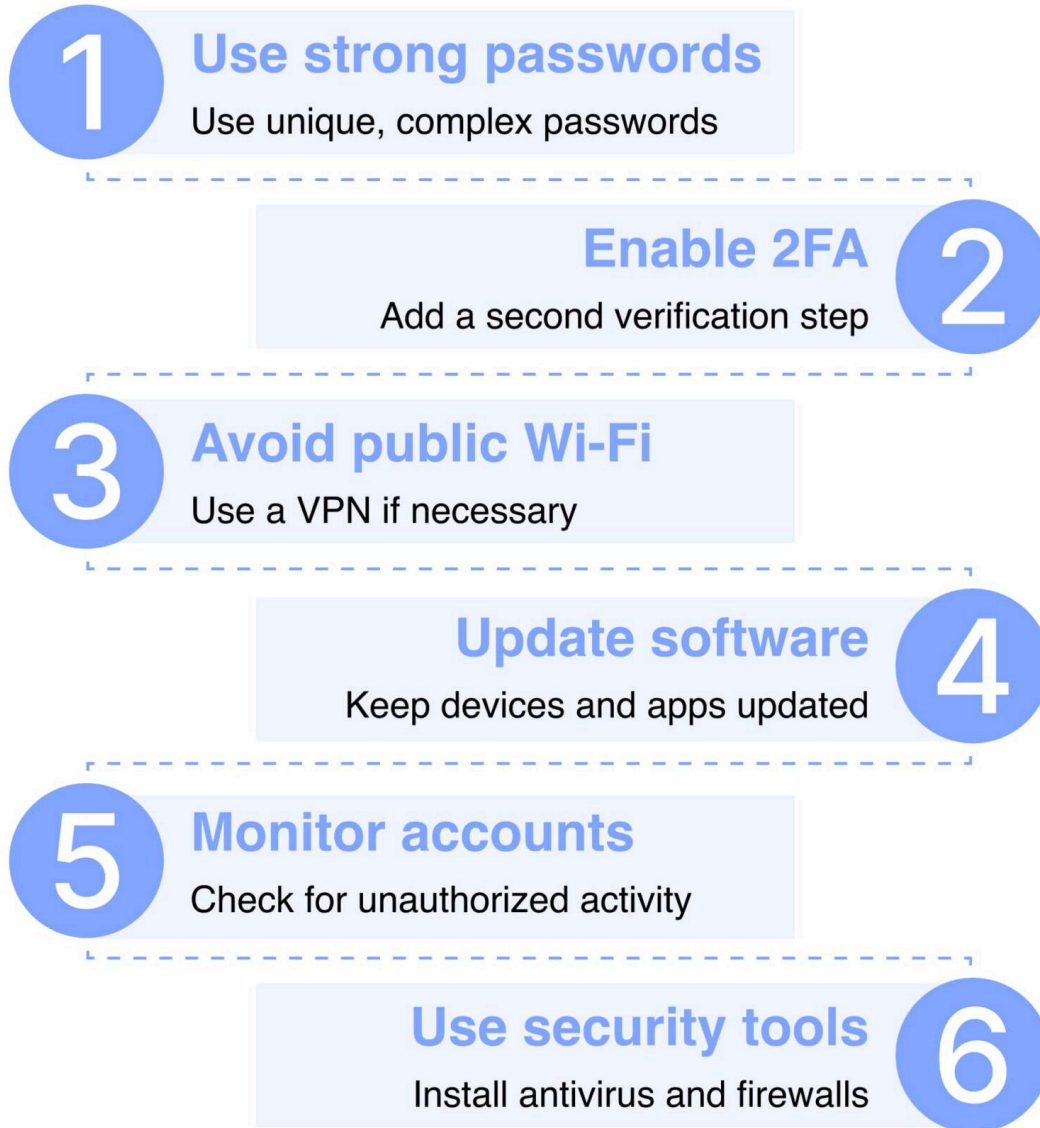 1
Use strong passwords
Use unique, complex passwords
Enable 2FA
2
Add a second verification step
3
Avoid public Wi-Fi
Use a VPN if necessary
Update software
4
Keep devices and apps updated
5
Monitor accounts
Check for unauthorized activity
Use security tools
6
Install antivirus and firewalls